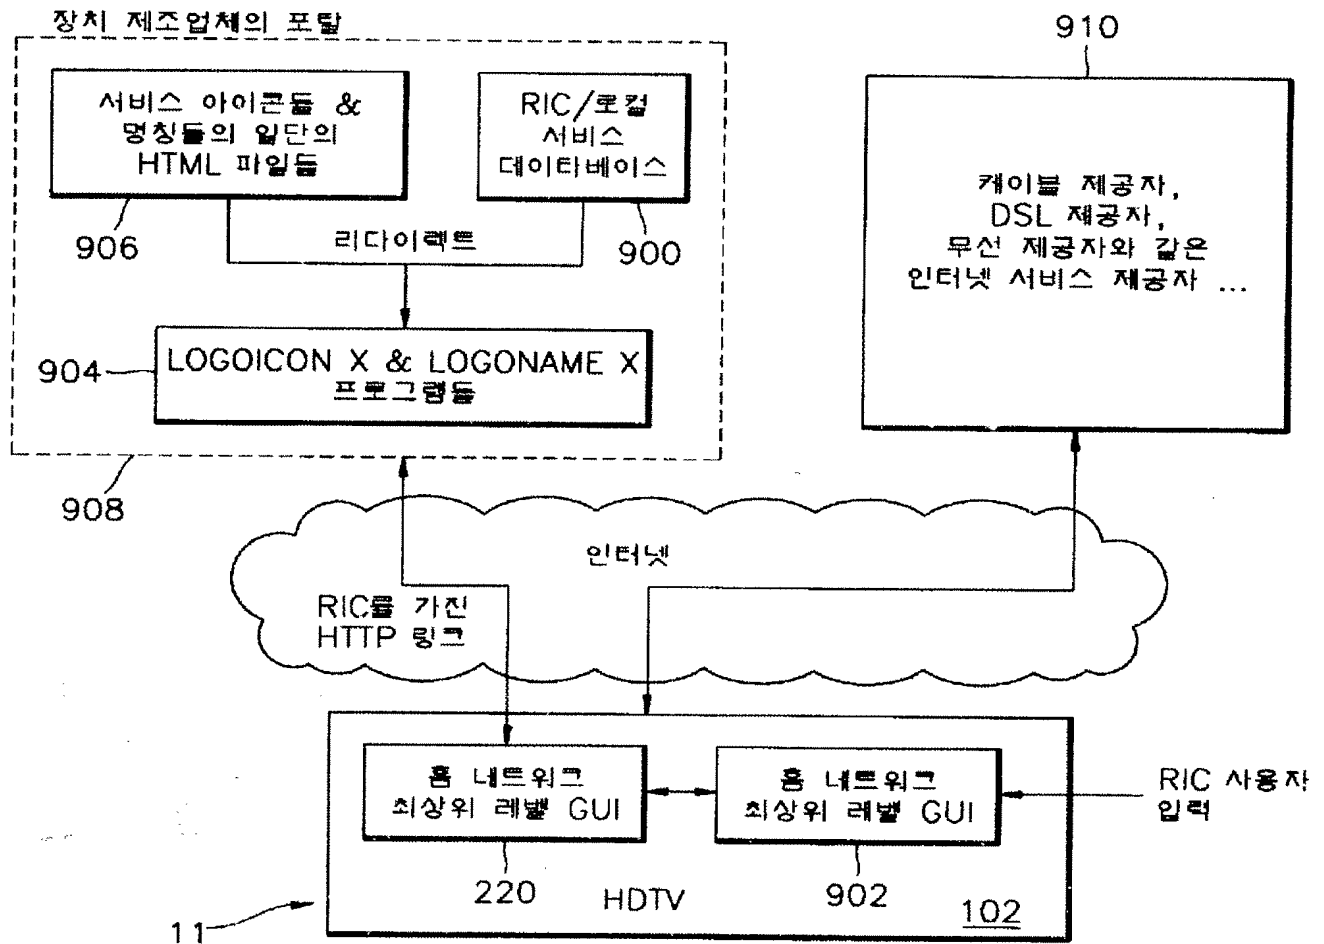 장치 제조업체의 포탈
910
서비스 아이콘들 &
명칭들의 일단의
HTML 파일들
RIC/로컬
서비스
데이타베이스
906
리다이렉트
900
케이블 제공자,
DSL 제공자,
무선 제공자와 같은
인터넷 서비스 제공자 ...
904
LOGOICON X & LOGONAME X
프로그램들
908
인터넷
RIC를 가진
HTTP 링크
홈 네트워크
최상위 레벨 GUI
홈 네트워크
최상위 레벨 GUI
RIC 사용자
입력
220
HDTV
902
102
11